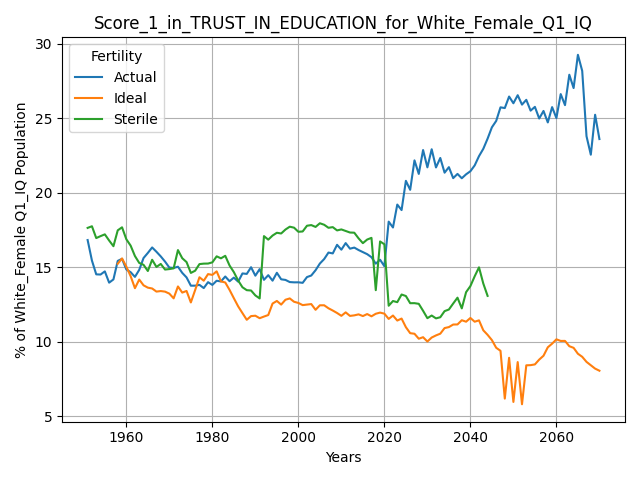 Score_1_in_TRUST_IN_EDUCATION_for_White_Female_Q1_IQ
% of White_Female Q1_IQ Population
30
25
20
15
10
5
Fertility
Actual
Ideal
Sterile
1960
1980
2000
2020
2040
2060
Years